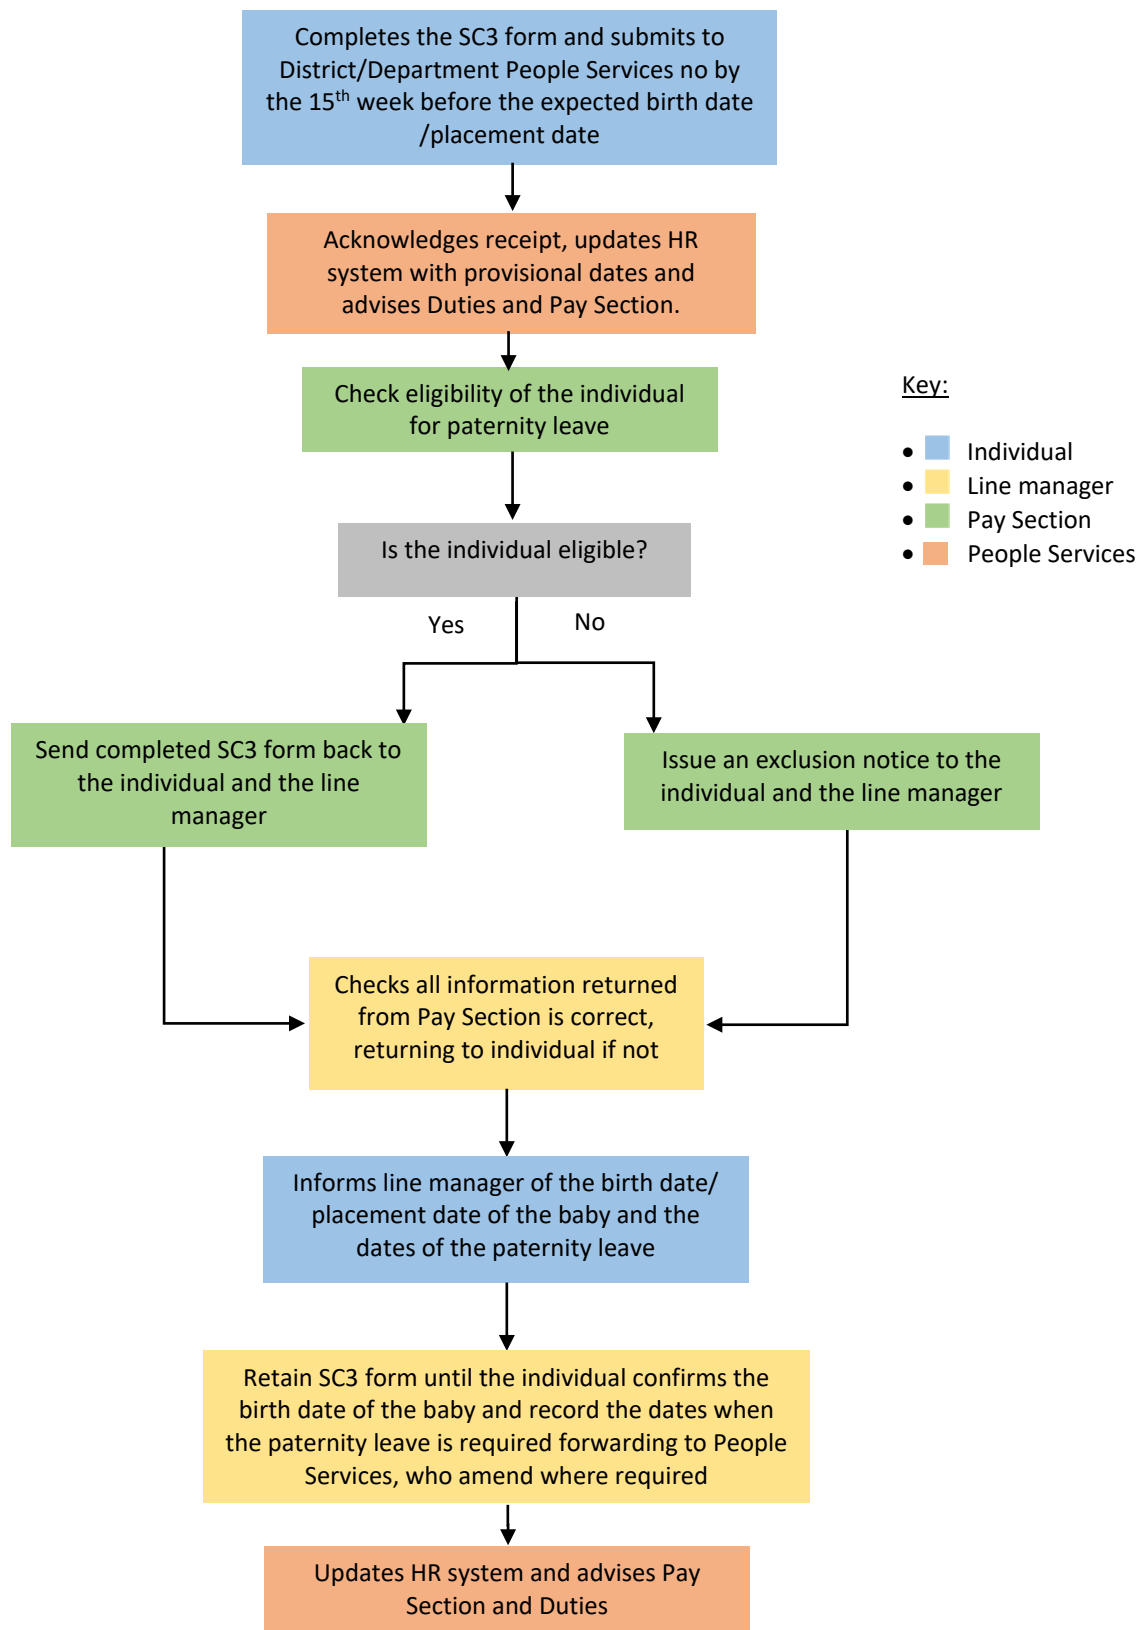 Completes the SC3 form and submits to
District/Department People Services no by
the 15th week before the expected birth date
/placement date
Acknowledges receipt, updates HR
system with provisional dates and
advises Duties and Pay Section.
Check eligibility of the individual
for paternity leave
Key:
Individual
Line manager
Pay Section
People Services
Is the individual eligible?
Yes
No
Send completed SC3 form back to
the individual and the line
manager
Issue an exclusion notice to the
individual and the line manager
Checks all information returned
from Pay Section is correct,
returning to individual if not
Informs line manager of the birth date/
placement date of the baby and the
dates of the paternity leave
Retain SC3 form until the individual confirms the
birth date of the baby and record the dates when
the paternity leave is required forwarding to People
Services, who amend where required
Updates HR system and advises Pay
Section and Duties